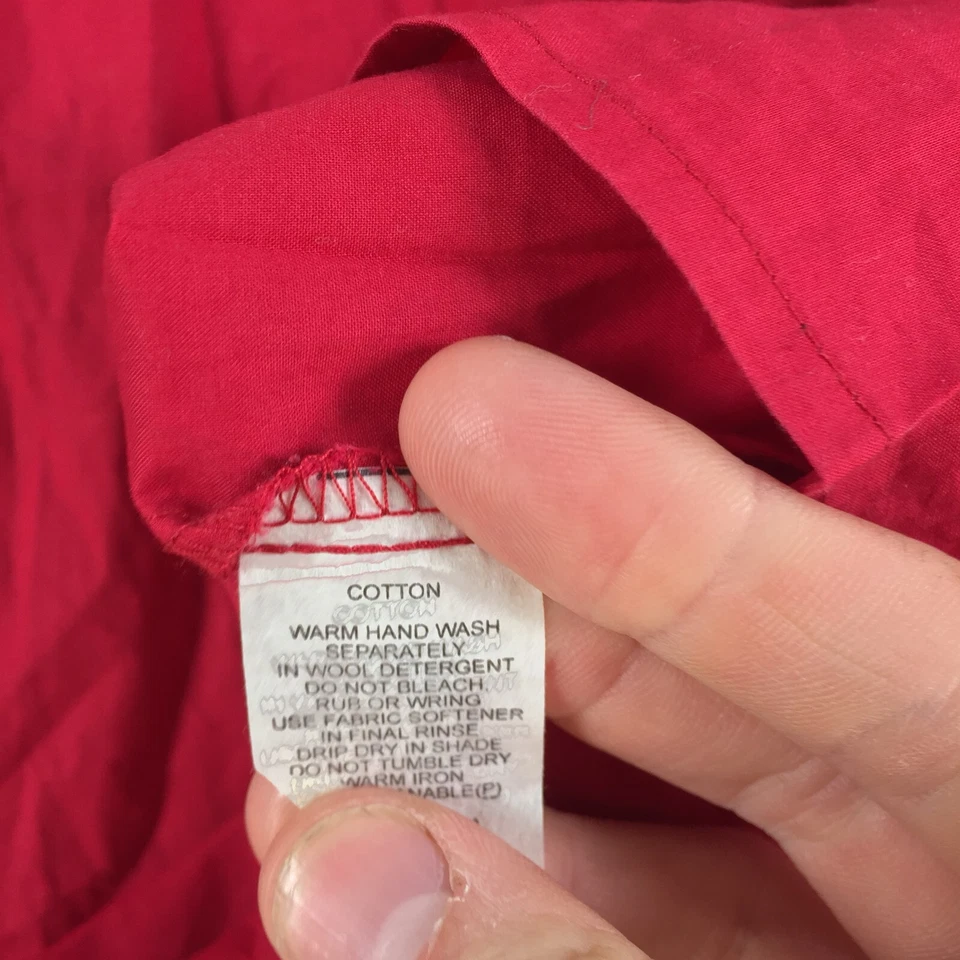 COTTON
WARM HAND WASH
SEPARATELY
IN WOOL DETERGENT
DO NOT BLEACH,
RUB OR WRING
USE FABRIC SOFTENER
IN FINAL RINSE
DRIP DRY IN SHADE
DO NOT TUMBLE DRY
WARM IRON
NABLE(P)